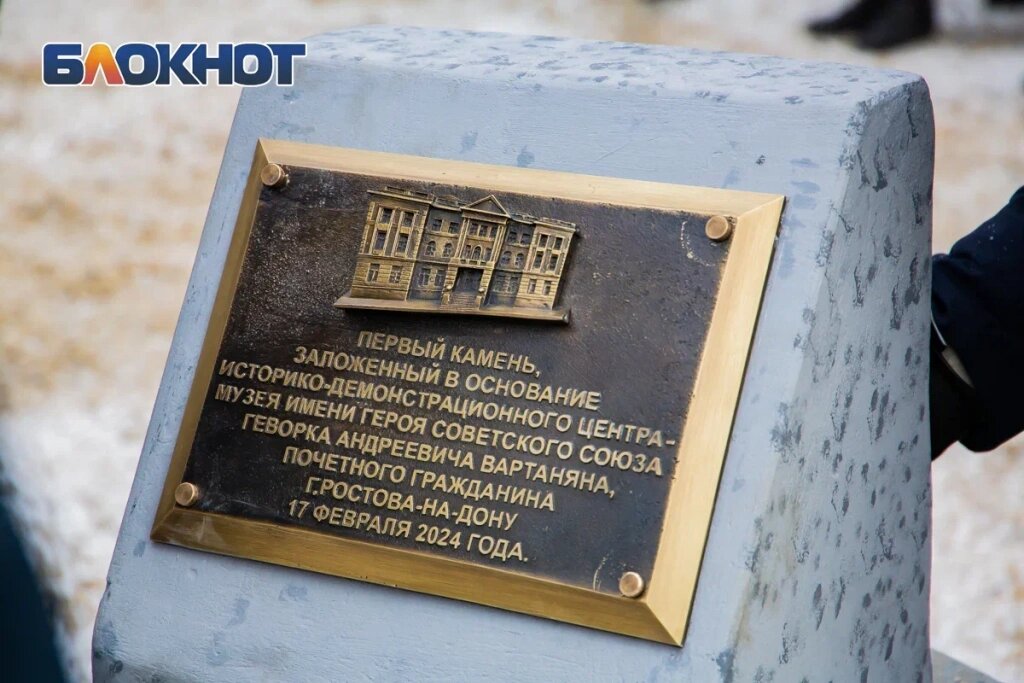 БЛОКНОТ
ПЕРВЫЙ КАМЕНЬ,
ЗАЛОЖЕННЫЙ В ОСНОВАНИЕ
ИСТОРИКО-ДЕМОНСТРАЦИОННОГО ЦЕНТРА-
МУЗЕЯ ИМЕНИ ГЕРОЯ СОВЕТСКОГО СОЮЗА
ГЕВОРКА АНДРЕЕВИЧА ВАРТАНЯНА,
ПОЧЕТНОГО ГРАЖДАНИНА
Г.РОСТОВА-НА-ДОНУ
17 ФЕВРАЛЯ 2024 ГОДА.